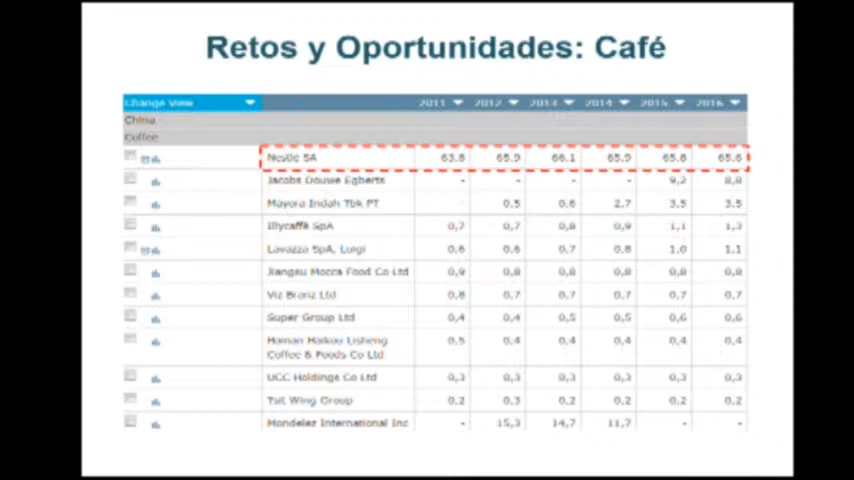 Retos y Oportunidades: Café
Change View 2011 2012 2013 2014 2015 2016
China
Coffee
Nestlé SA 63.8 65.9 66.1 65.9 65.8 65.6
Jacobs Douwe Egberts - - - - 9,2 8,8
Mayora Indah Tbk PT 0.5 0.6 2.7 3.5 3.5
Illycaffè SpA 0,7 0,7 0,8 0,9 1,1 1,3
Lavazza SpA, Luigi 0.6 0.6 0.7 0.8 1.0 1.1
Jiangsu Mocca Food Co Ltd 0,9 0,8 0,8 0,8 0,8 0,8
Viz Branz Ltd 0.8 0.7 0.7 0.7 0.7 0.7
Super Group Ltd 0,4 0,4 0,5 0,5 0,6 0,6
Hainan Haikou Lisheng Coffee & Foods Co Ltd 0.5 0.4 0.4 0.4 0.4 0.4
UCC Holdings Co Ltd 0,3 0,3 0,3 0,3 0,3 0,3
Tsit Wing Group 0.2 0.3 0.2 0.2 0.2 0.2
Mondelez International Inc - 15,3 14,7 11,7 - -